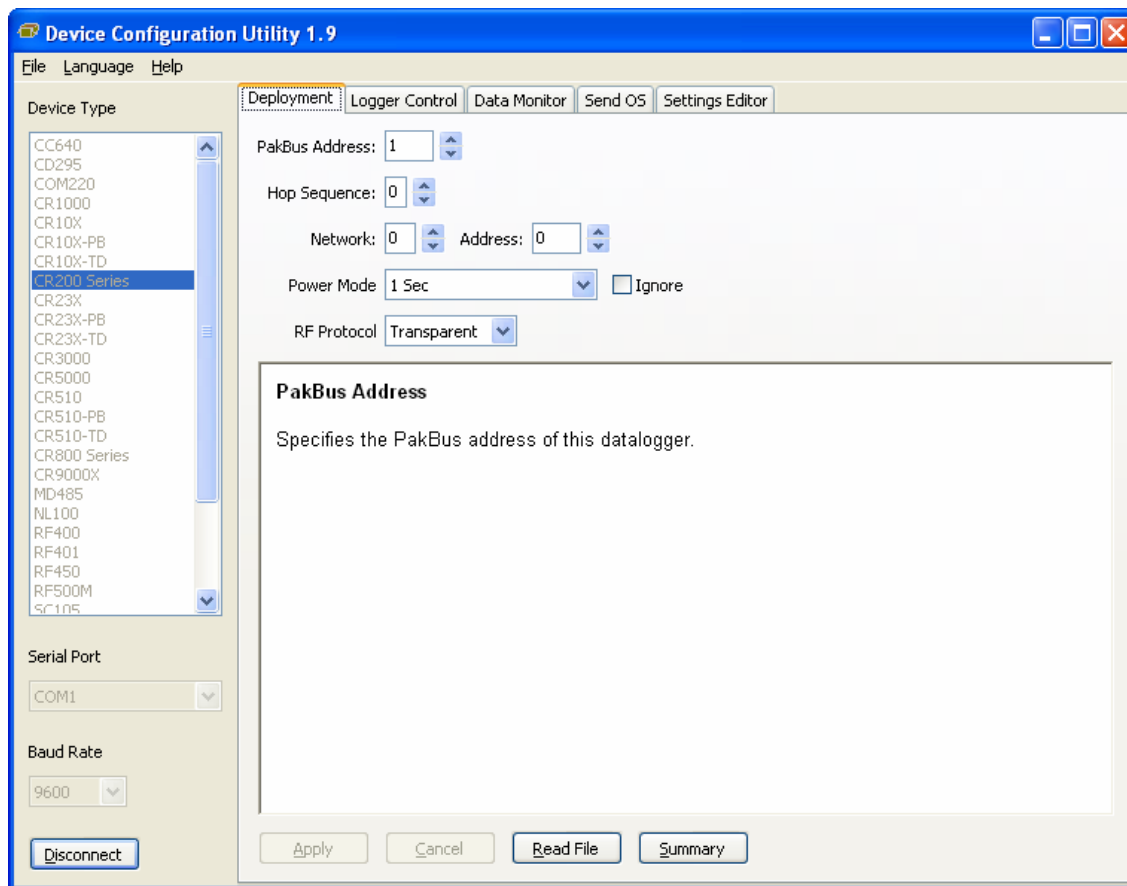 Device Configuration Utility 1.9
File Language Help
Device Type
CC640
CD295
COM220
CR1000
CR10X
CR10X-PB
CR10X-TD
CR200 Series
CR23X
CR23X-PB
CR23X-TD
CR3000
CR5000
CR510
CR510-PB
CR510-TD
CR800 Series
CR9000X
MD485
NL100
RF400
RF401
RF450
RF500M
SC105
Serial Port
COM1
Baud Rate
9600
Disconnect
Deployment Logger Control Data Monitor Send OS Settings Editor
PakBus Address: 1
Hop Sequence: 0
Network: 0 Address: 0
Power Mode 1 Sec Ignore
RF Protocol Transparent
PakBus Address
Specifies the PakBus address of this datalogger.
Apply Cancel Read File Summary